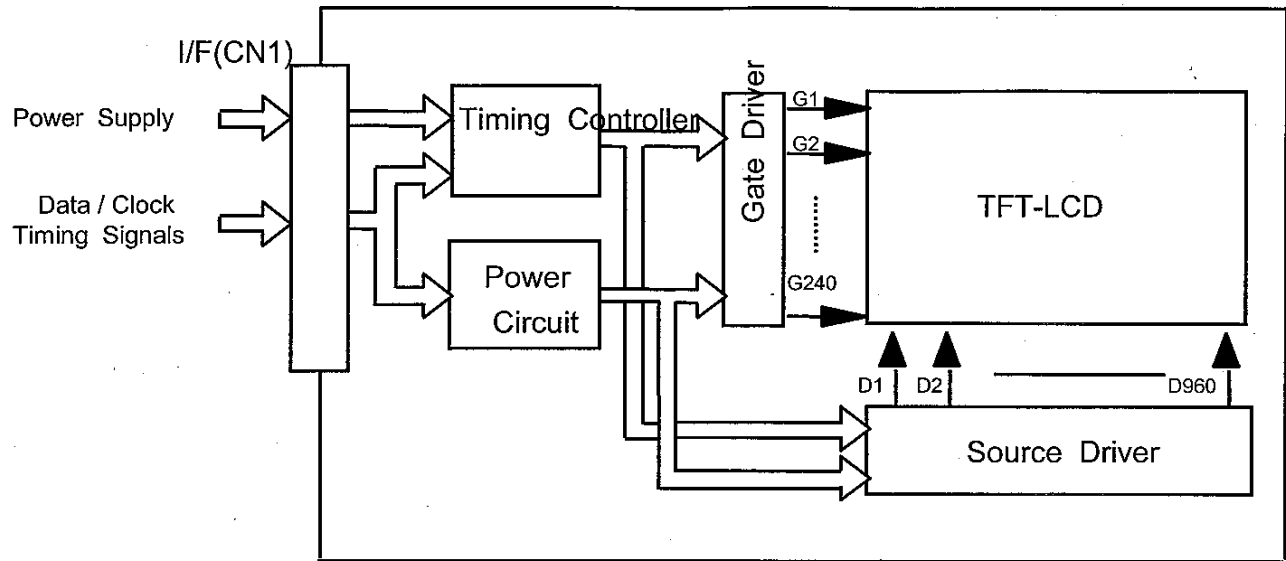 I/F(CN1)
Power Supply
Data / Clock
Timing Signals
Timing Controller
Power
Circuit
Gate Driver
G1
G2
G240
TFT-LCD
D1
D2
D960
Source Driver